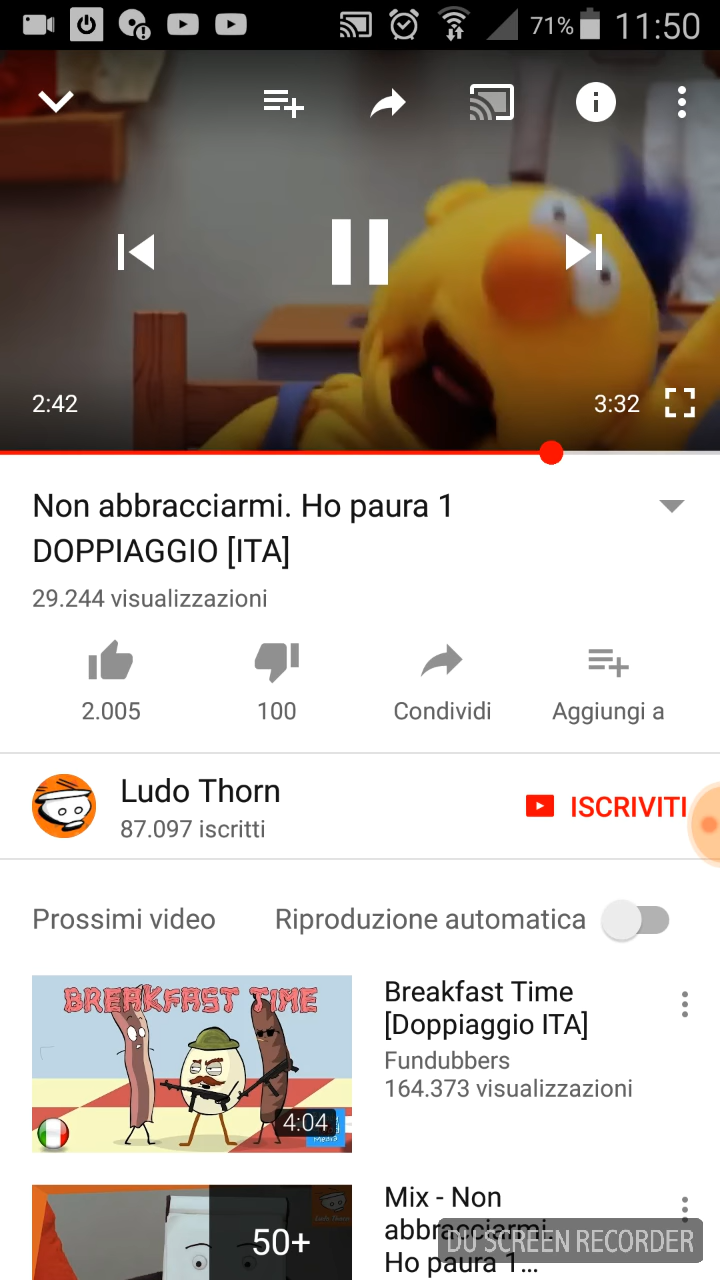 71% 11:50
2:42
3:32
Non abbracciarmi. Ho paura 1
DOPPIAGGIO [ITA]
29.244 visualizzazioni
2.005
100
Condividi
Aggiungi a
Ludo Thorn
87.097 iscritti
ISCRIVITI
Prossimi video
Riproduzione automatica
BREAKFAST TIME
4:04
Breakfast Time
[Doppiaggio ITA]
Fundubbers
164.373 visualizzazioni
50+
Mix - Non
abbracciarmi.
Ho paura 1...
DU SCREEN RECORDER